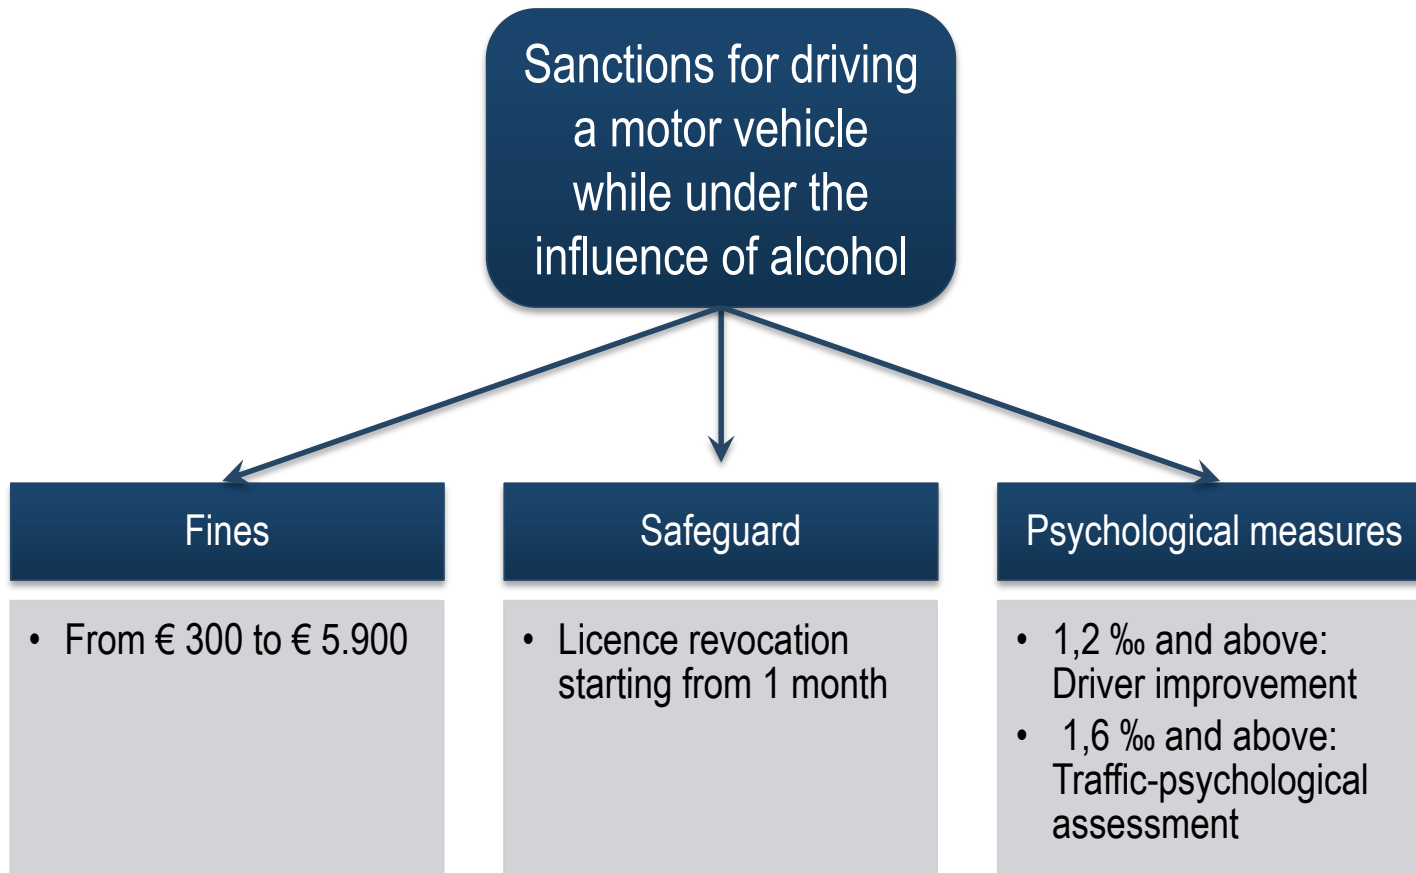 Sanctions for driving
a motor vehicle
while under the
influence of alcohol
Fines
• From € 300 to € 5.900
Safeguard
• Licence revocation
starting from 1 month
Psychological measures
• 1,2 ‰ and above:
Driver improvement
• 1,6 ‰ and above:
Traffic-psychological
assessment